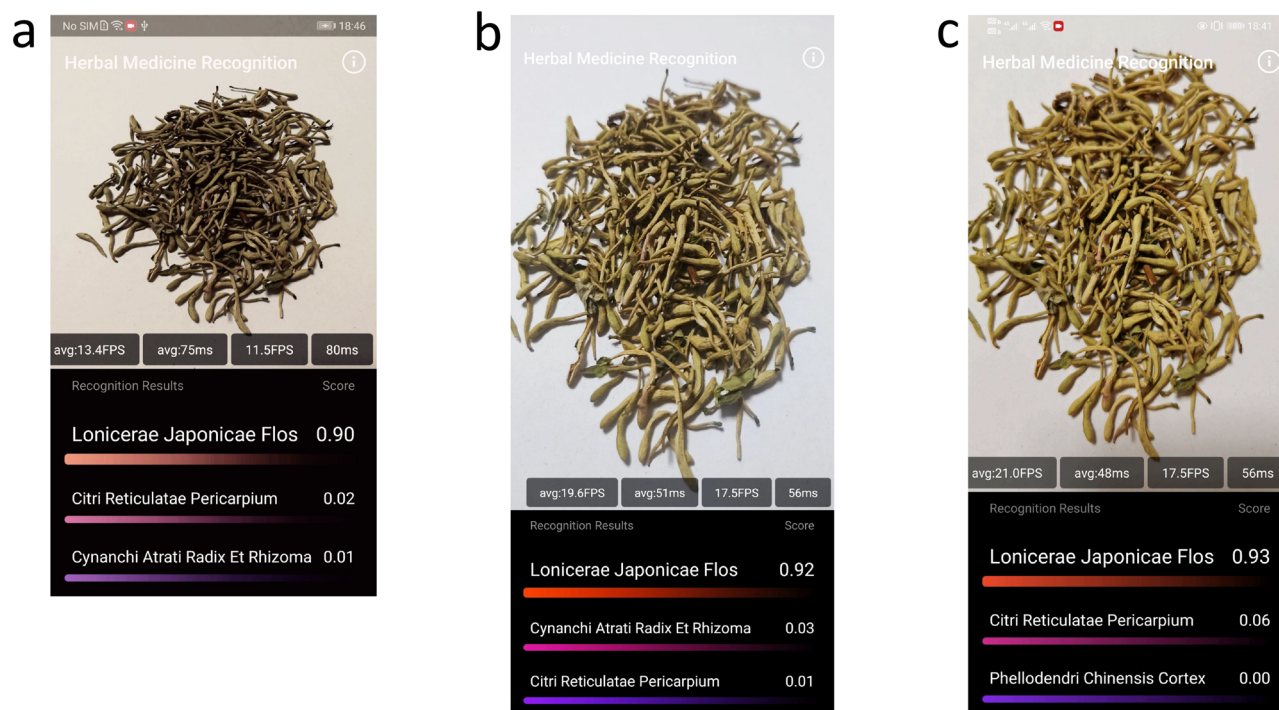 a
No SIM 18:46
Herbal Medicine Recognition
avg:13.4FPS avg:75ms 11.5FPS 80ms
Recognition Results Score
Lonicerae Japonicae Flos 0.90
Citri Reticulatae Pericarpium 0.02
Cynanchi Atrati Radix Et Rhizoma 0.01
b
Herbal Medicine Recognition
avg:19.6FPS avg:51ms 17.5FPS 56ms
Recognition Results Score
Lonicerae Japonicae Flos 0.92
Cynanchi Atrati Radix Et Rhizoma 0.03
Citri Reticulatae Pericarpium 0.01
c
18:41
Herbal Medicine Recognition
avg:21.0FPS avg:48ms 17.5FPS 56ms
Recognition Results Score
Lonicerae Japonicae Flos 0.93
Citri Reticulatae Pericarpium 0.06
Phellodendri Chinensis Cortex 0.00